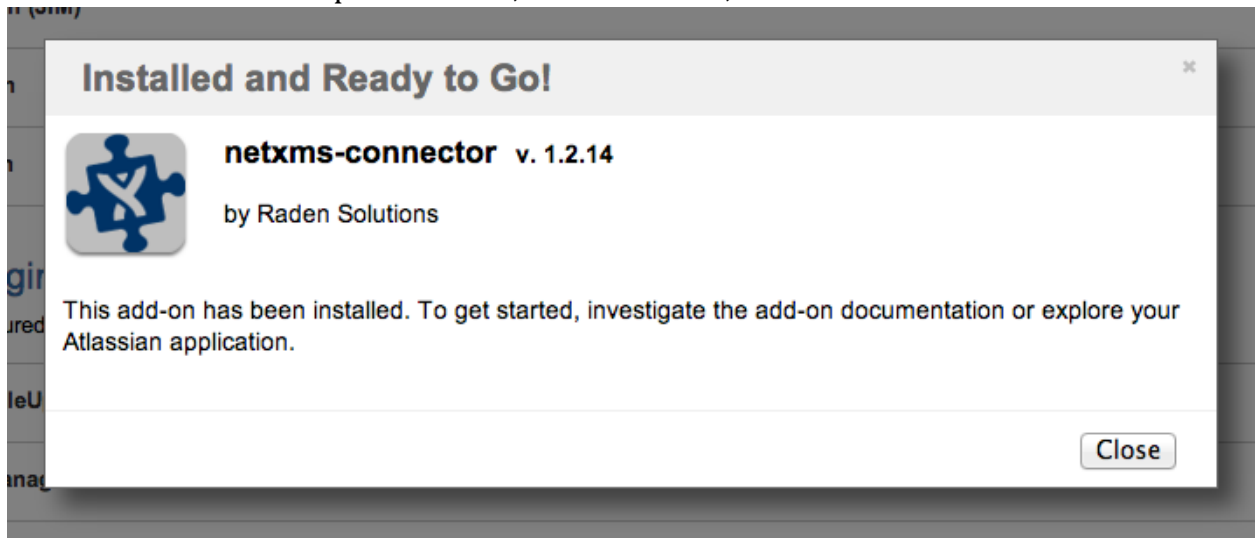 Installed and Ready to Go!
netxms-connector v. 1.2.14
by Raden Solutions
This add-on has been installed. To get started, investigate the add-on documentation or explore your
Atlassian application.
Close